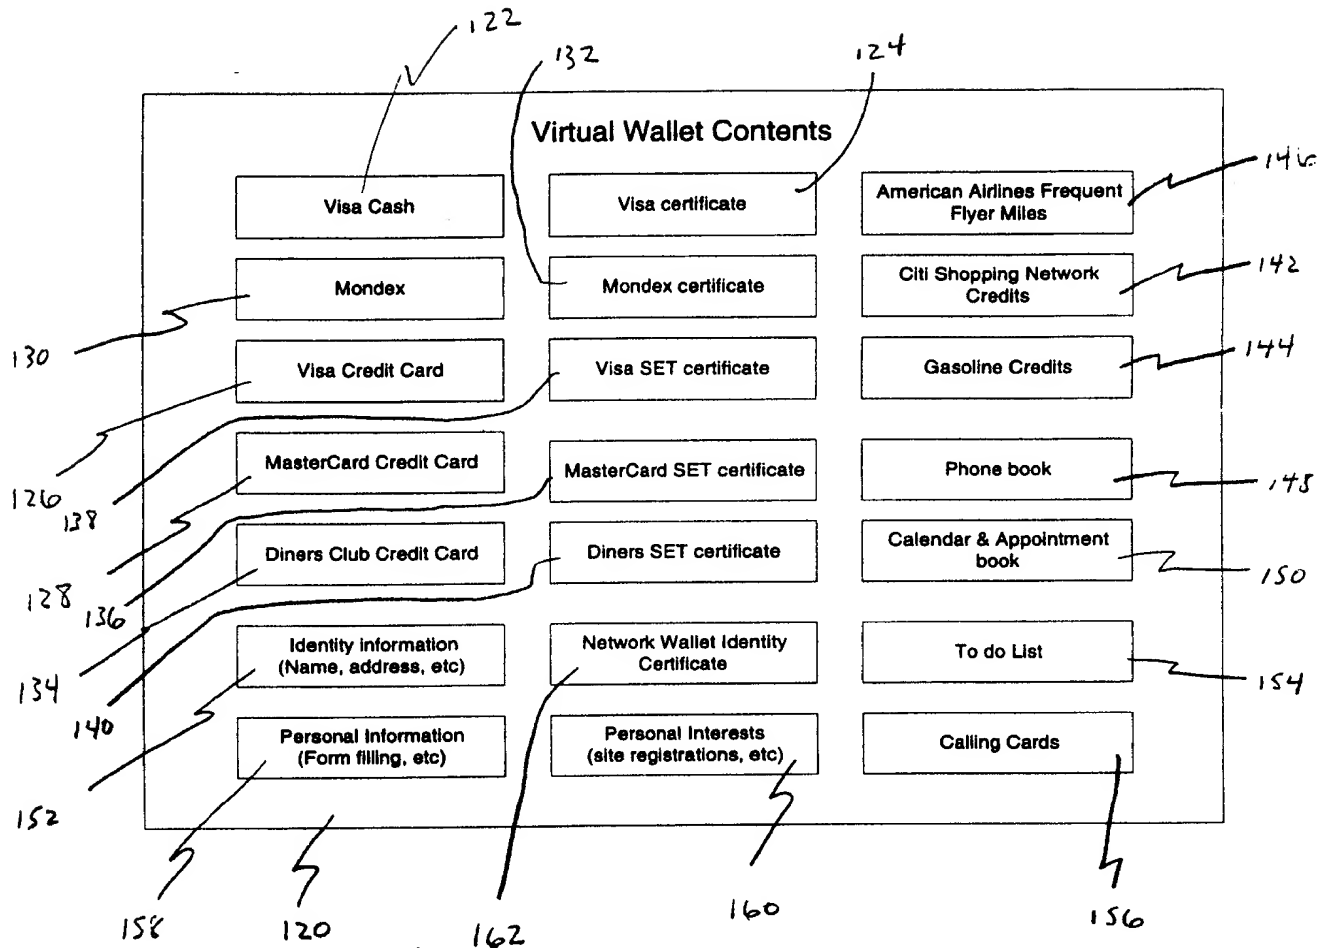 122
132
124
Virtual Wallet Contents
146
Visa Cash
Visa certificate
American Airlines Frequent
Flyer Miles
142
Mondex
Mondex certificate
Citi Shopping Network
Credits
130
144
Visa Credit Card
Visa SET certificate
Gasoline Credits
126
138
MasterCard Credit Card
MasterCard SET certificate
Phone book
148
128
136
Diners Club Credit Card
Diners SET certificate
Calendar & Appointment
book
150
134
140
Identity information
(Name, address, etc)
Network Wallet Identity
Certificate
To do List
154
152
Personal Information
(Form filling, etc)
Personal Interests
(site registrations, etc)
Calling Cards
158
120
162
160
156